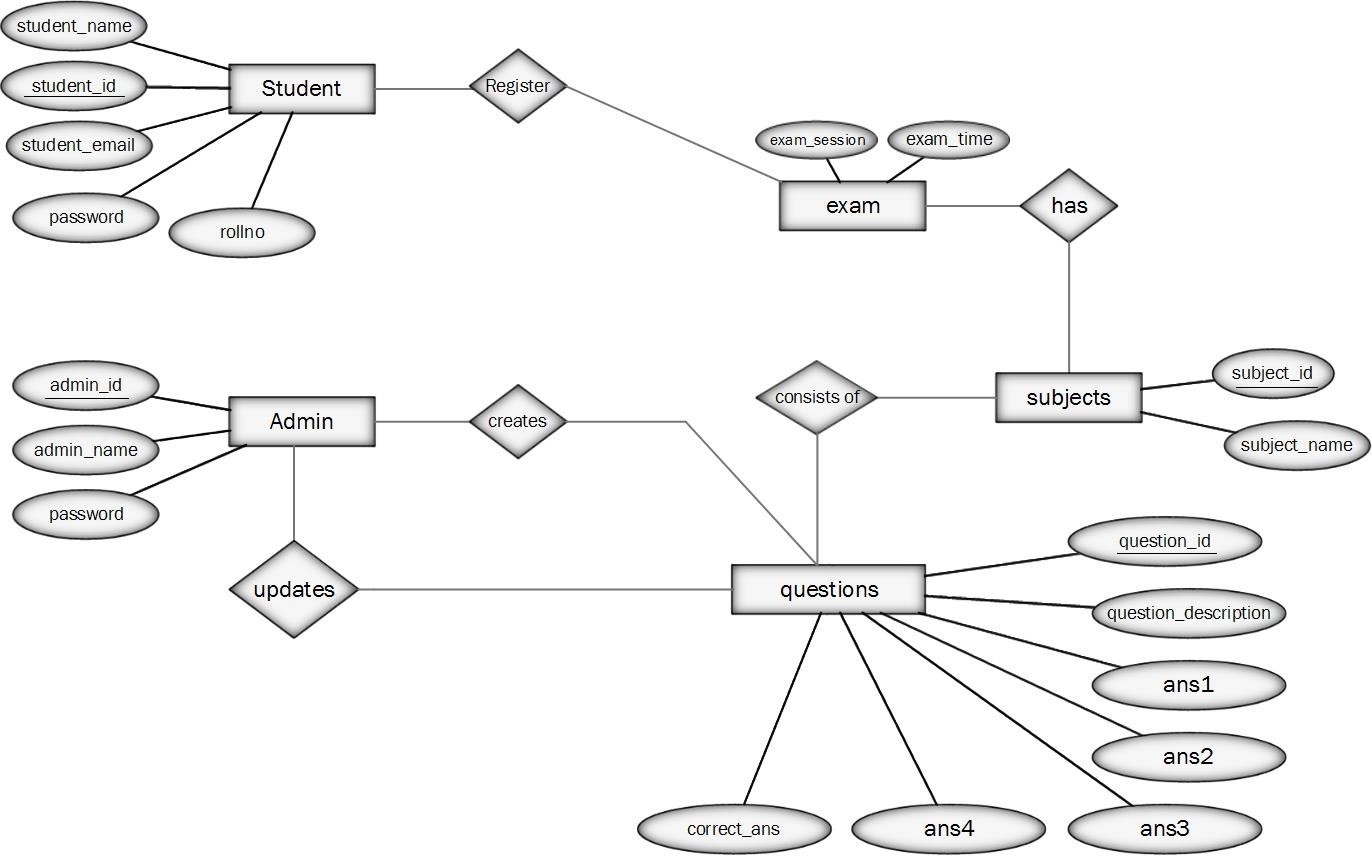 student_name
student_id
Student
Register
student_email
exam_session
exam_time
password
rollno
exam
has
admin_id
Admin
creates
consists of
subjects
subject_id
admin_name
subject_name
password
updates
questions
question_id
question_description
ans1
ans2
correct_ans
ans4
ans3